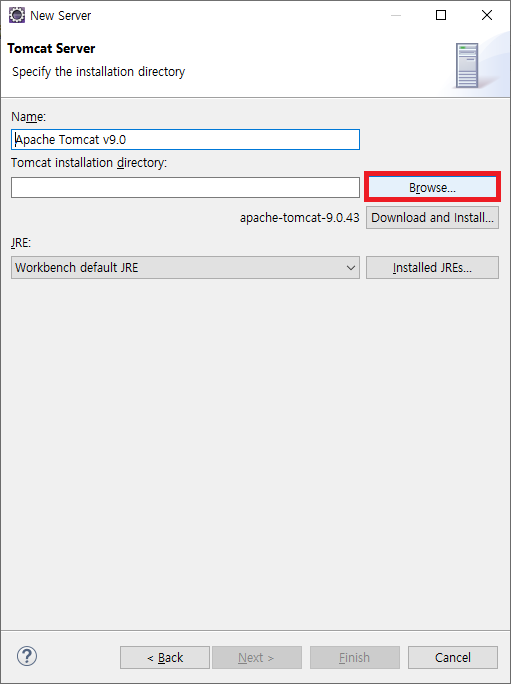 New Server
Tomcat Server
Specify the installation directory
Name:
Apache Tomcat v9.0
Tomcat installation directory:
Browse...
apache-tomcat-9.0.43 Download and Install...
JRE:
Workbench default JRE Installed JREs...
? < Back Next > Finish Cancel